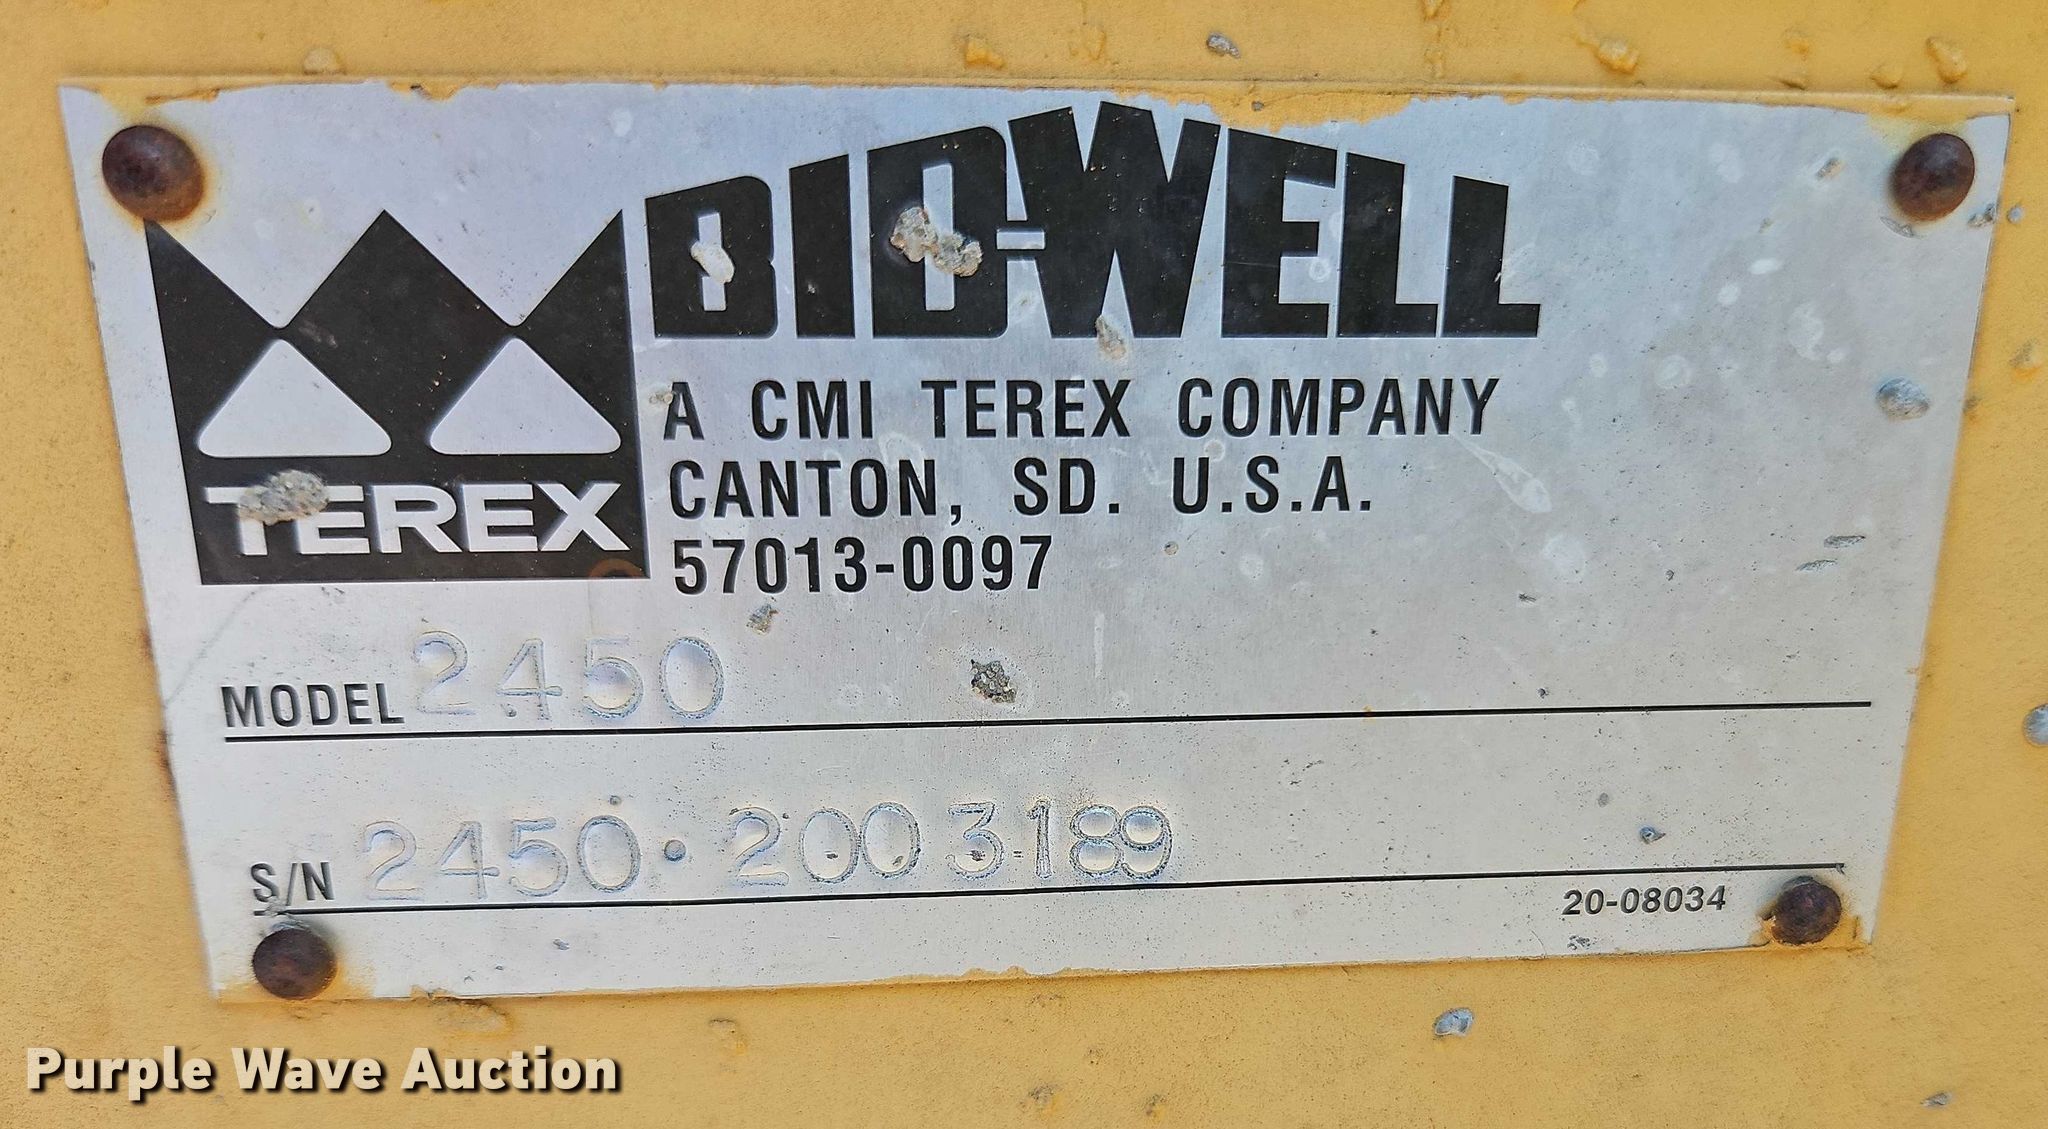 BID-WELL
TEREX
A CMI TEREX COMPANY
CANTON, SD. U.S.A.
57013-0097
MODEL 2450
S/N 2450·2003189
20-08034
Purple Wave Auction